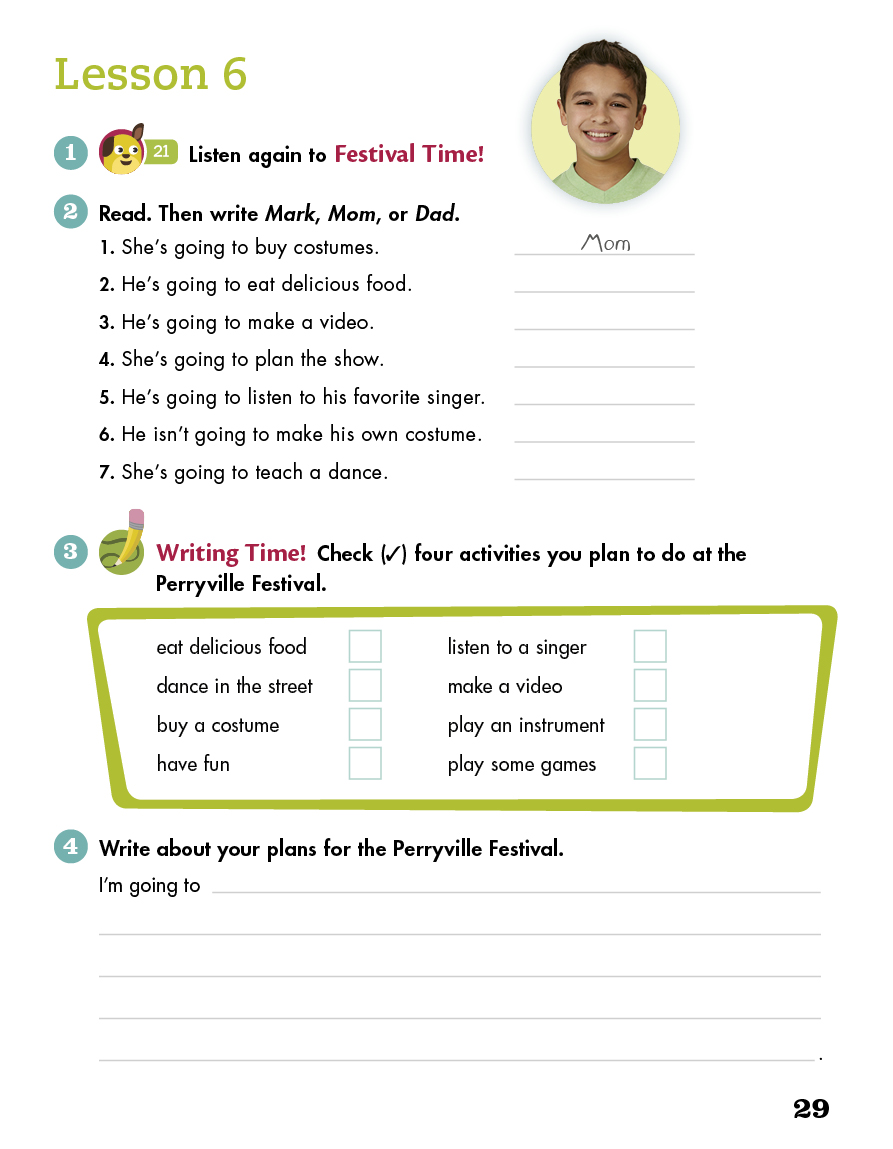 Lesson 6
1 21 Listen again to Festival Time!
2 Read. Then write Mark, Mom, or Dad.
1. She's going to buy costumes. Mom
2. He's going to eat delicious food.
3. He's going to make a video.
4. She's going to plan the show.
5. He's going to listen to his favorite singer.
6. He isn't going to make his own costume.
7. She's going to teach a dance.
3 Writing Time! Check (✓) four activities you plan to do at the
Perryville Festival.
eat delicious food listen to a singer
dance in the street make a video
buy a costume play an instrument
have fun play some games
4 Write about your plans for the Perryville Festival.
I'm going to
.
29